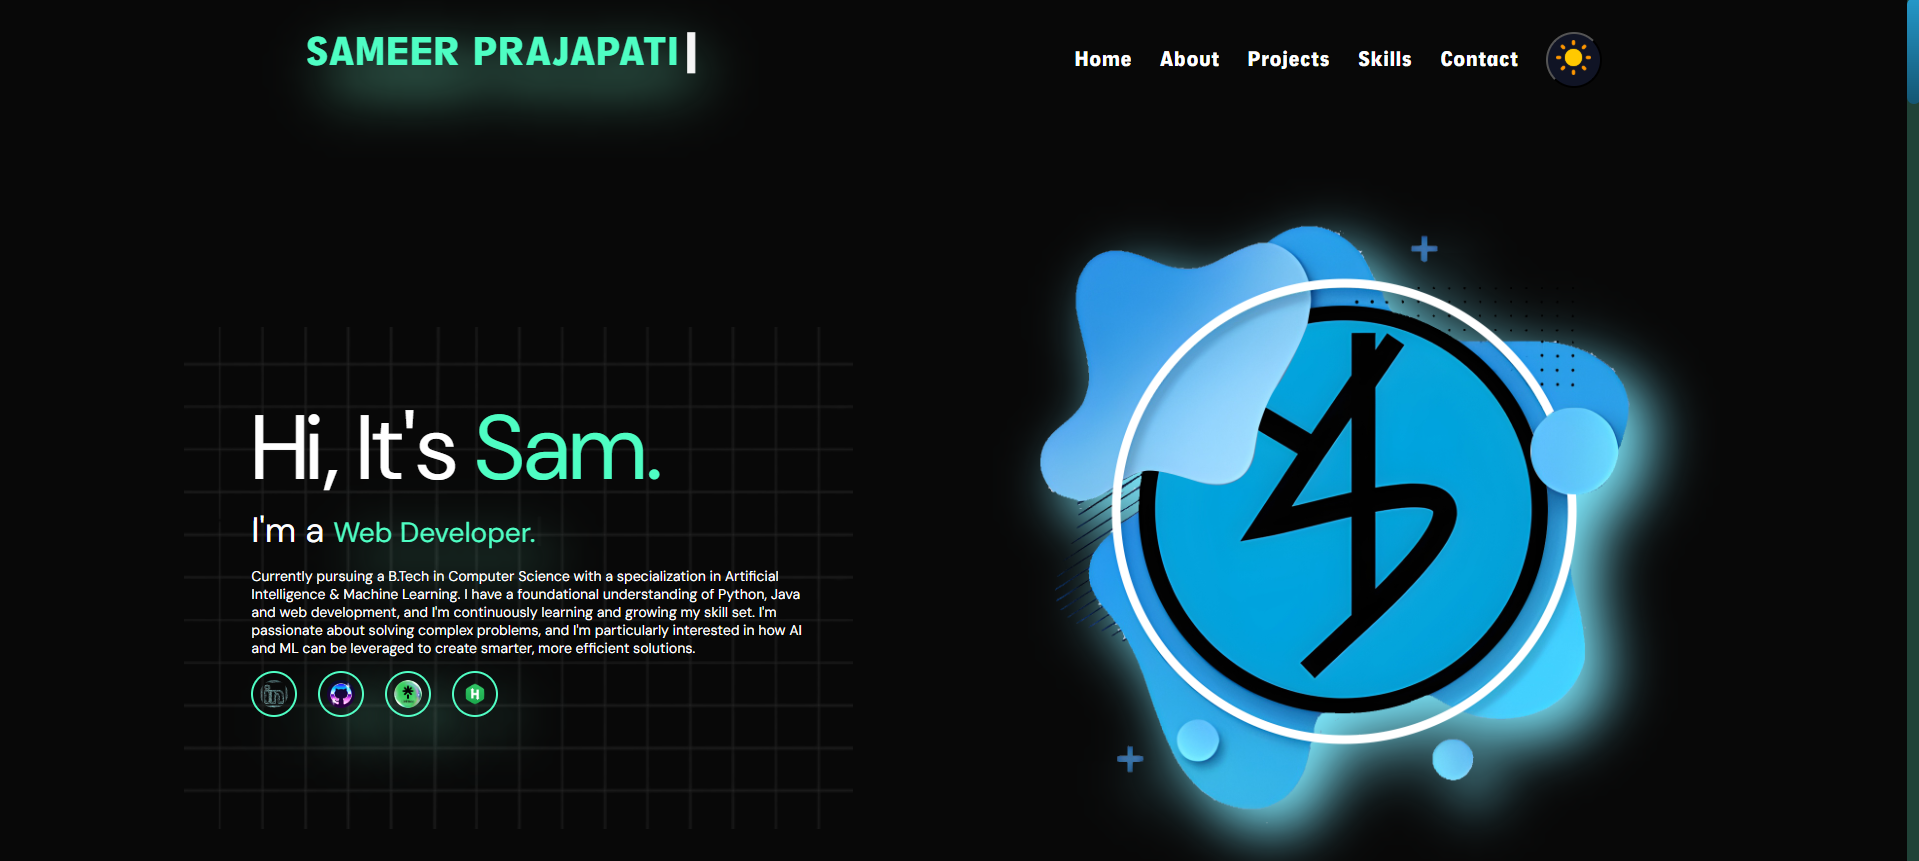 SAMEER PRAJAPATI
Home About Projects Skills Contact
Hi, It's Sam.
I'm a Web Developer.
Currently pursuing a B.Tech in Computer Science with a specialization in Artificial
Intelligence & Machine Learning. I have a foundational understanding of Python, Java
and web development, and I'm continuously learning and growing my skill set. I'm
passionate about solving complex problems, and I'm particularly interested in how AI
and ML can be leveraged to create smarter, more efficient solutions.
in
H